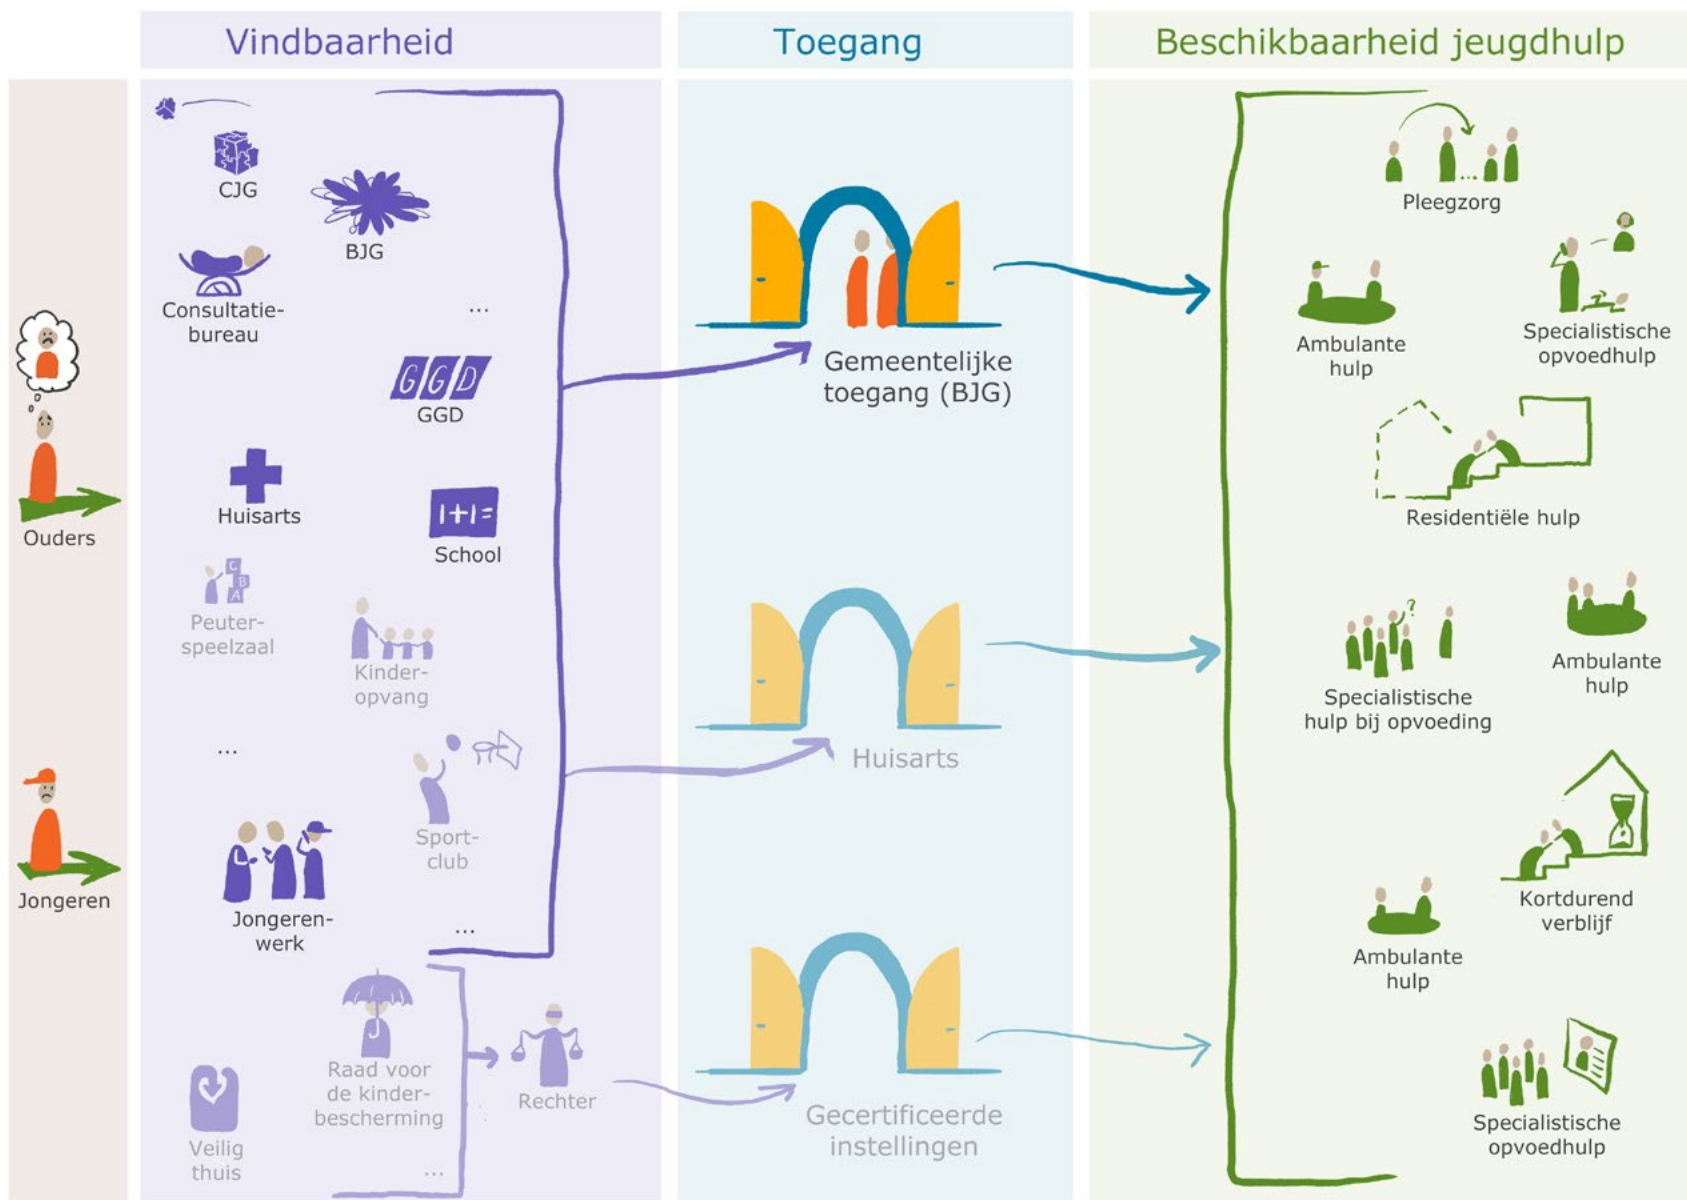 Vindbaarheid
Toegang
Beschikbaarheid jeugdhulp
Ouders
Jongeren
CJG
BJG
Consultatie-
bureau
...
GGD
GGD
Huisarts
1+1=
School
C
B
A
Peuter-
speelzaal
Kinder-
opvang
...
Sport-
club
Jongeren-
werk
...
Raad voor
de kinder-
bescherming
Rechter
Veilig
thuis
...
Gemeentelijke
toegang (BJG)
Huisarts
Gecertificeerde
instellingen
...
Pleegzorg
Ambulante
hulp
Specialistische
opvoedhulp
Residentiële hulp
?
Specialistische
hulp bij opvoeding
Ambulante
hulp
Kortdurend
verblijf
Ambulante
hulp
Specialistische
opvoedhulp